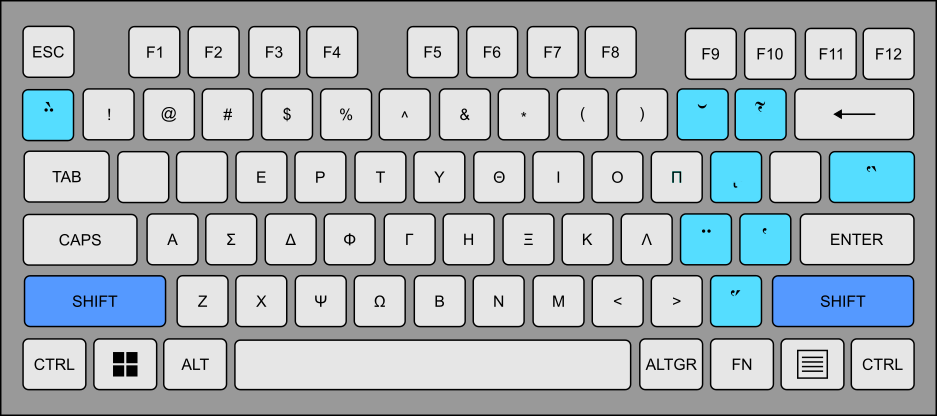 ESC F1 F2 F3 F4 F5 F6 F7 F8 F9 F10 F11 F12
! @ # $ % ^ & * ( ) ←
TAB Ε Ρ Τ Υ Θ Ι Ο Π
CAPS Α Σ Δ Φ Γ Η Ξ Κ Λ ¨ ῾ ENTER
SHIFT Ζ Χ Ψ Ω Β Ν Μ < > SHIFT
CTRL ALT ALTGR FN CTRL